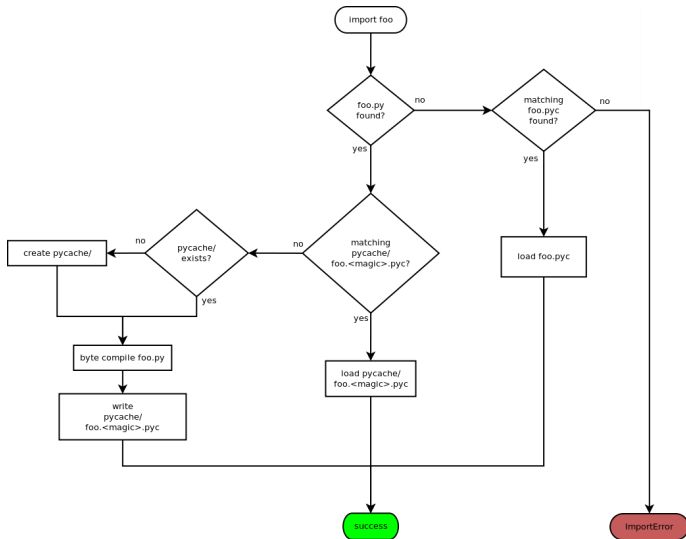 import foo
foo.py
found?
no
matching
foo.pyc
found?
no
yes
yes
no
pycache/
exists?
no
matching
pycache/
foo.<magic>.pyc?
create pycache/
load foo.pyc
yes
yes
byte compile foo.py
load pycache/
foo.<magic>.pyc
write
pycache/
foo.<magic>.pyc
success
ImportError